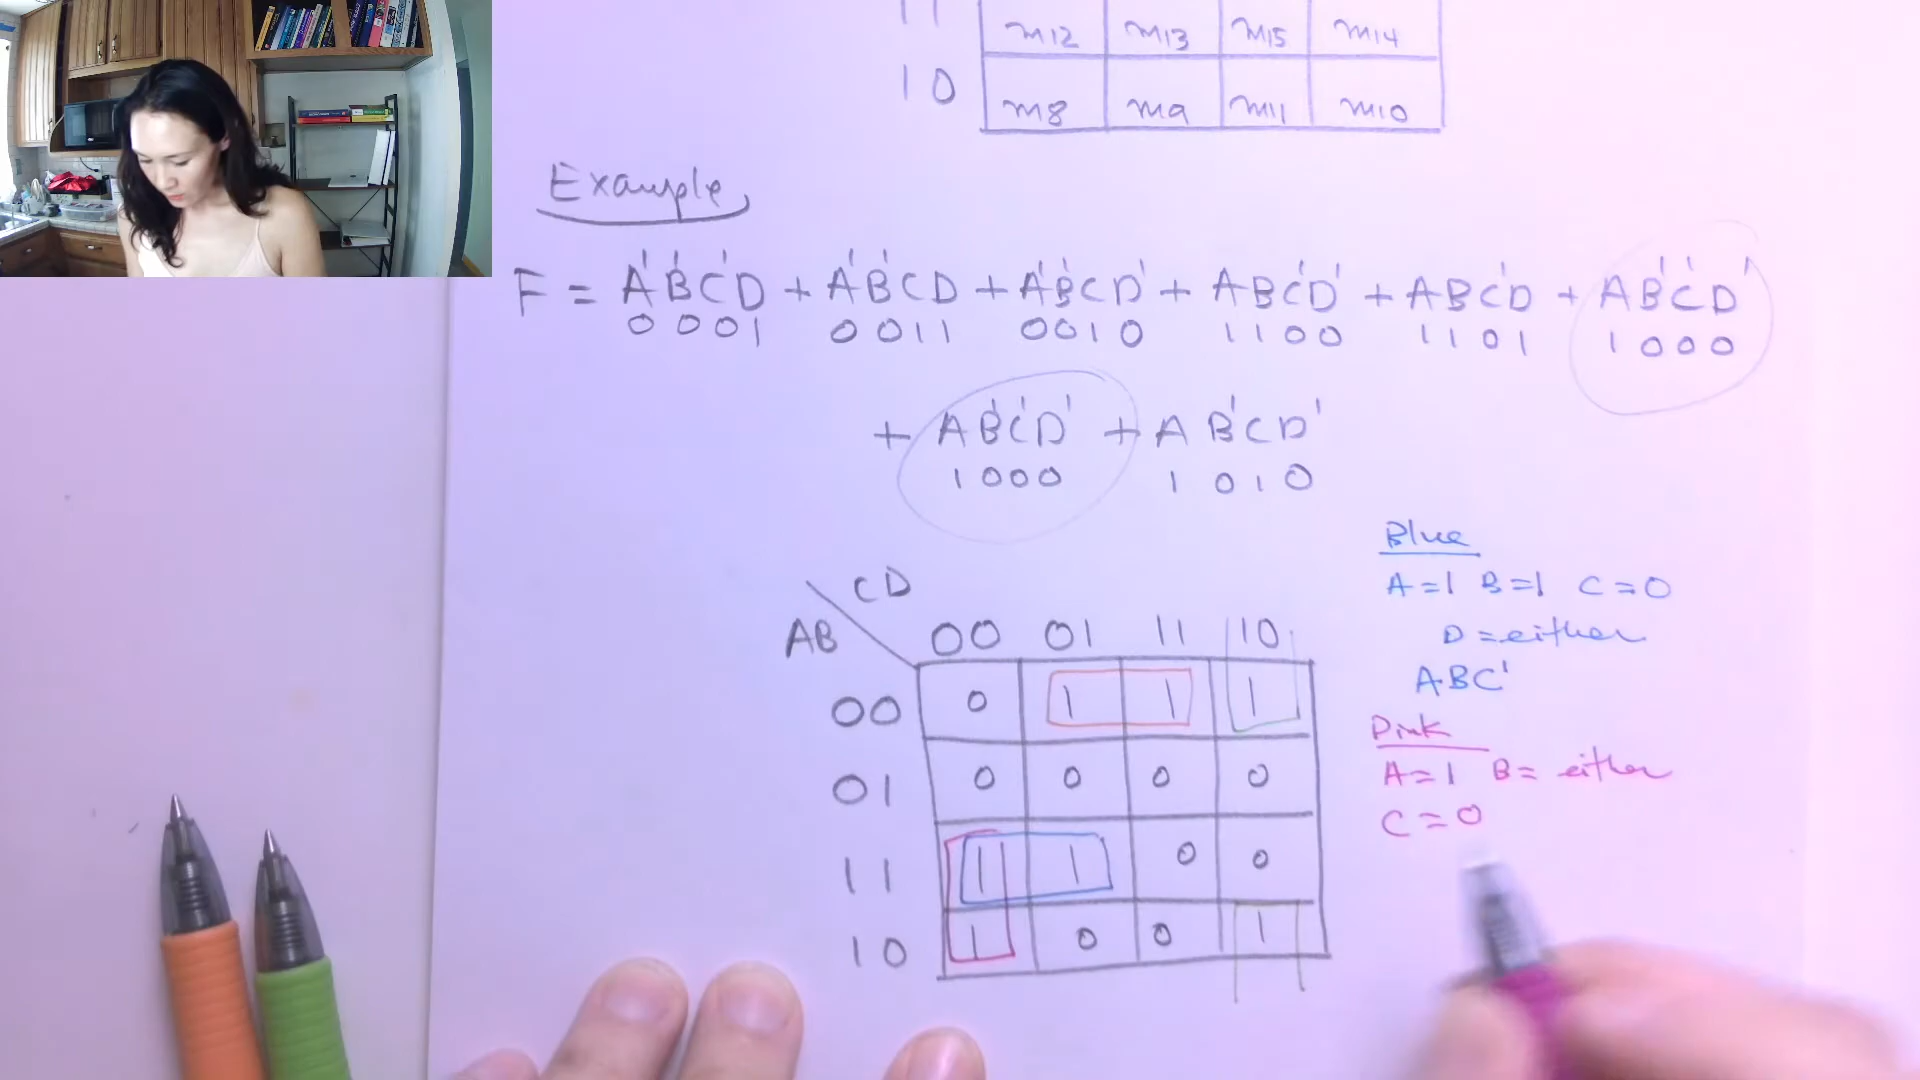 11 m12 m13 m15 m14
10 m8 m9 m11 m10
Example
F = A'B'C'D + A'B'CD + A'B'CD' + ABC'D' + ABC'D + AB'C'D'
0001 0011 0010 1100 1101 1000
+ AB'C'D' + AB'CD'
1000 1010
Blue
A=1 B=1 C=0
D=either
ABC'
Pink
A=1 B=either
C=0
CD
AB 00 01 11 10
00 0 1 1 1
01 0 0 0 0
11 1 1 0 0
10 1 0 0 1